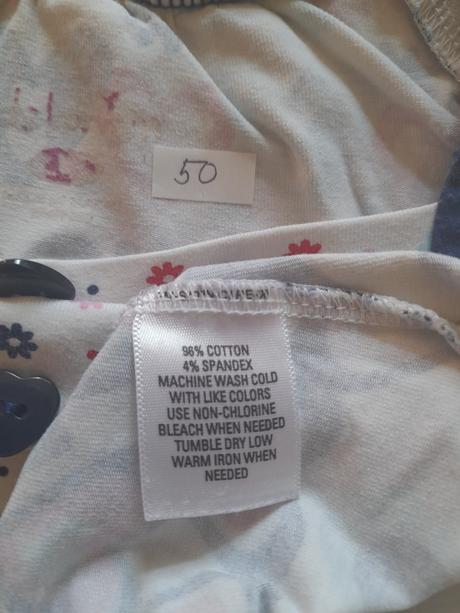 50
96% COTTON
4% SPANDEX
MACHINE WASH COLD
WITH LIKE COLORS
USE NON-CHLORINE
BLEACH WHEN NEEDED
TUMBLE DRY LOW
WARM IRON WHEN
NEEDED